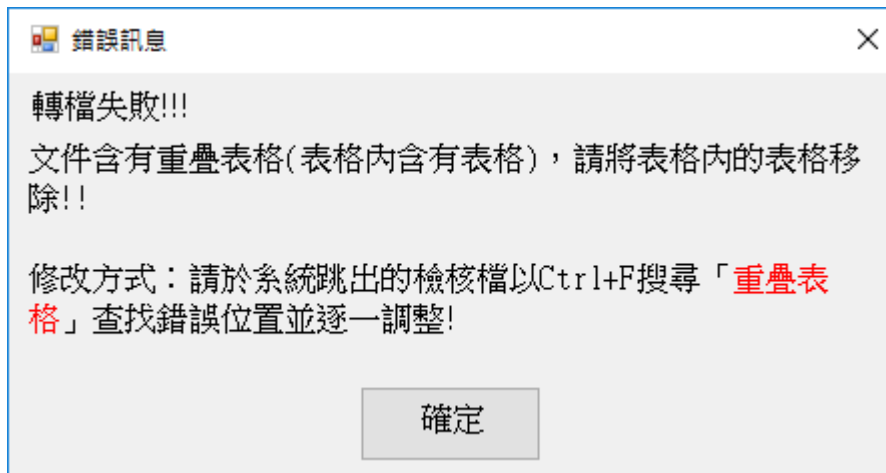 錯誤訊息
轉檔失敗!!!
文件含有重疊表格(表格內含有表格)，請將表格內的表格移
除!!
修改方式：請於系統跳出的檢核檔以Ctrl+F搜尋「重疊表
格」查找錯誤位置並逐一調整!
確定